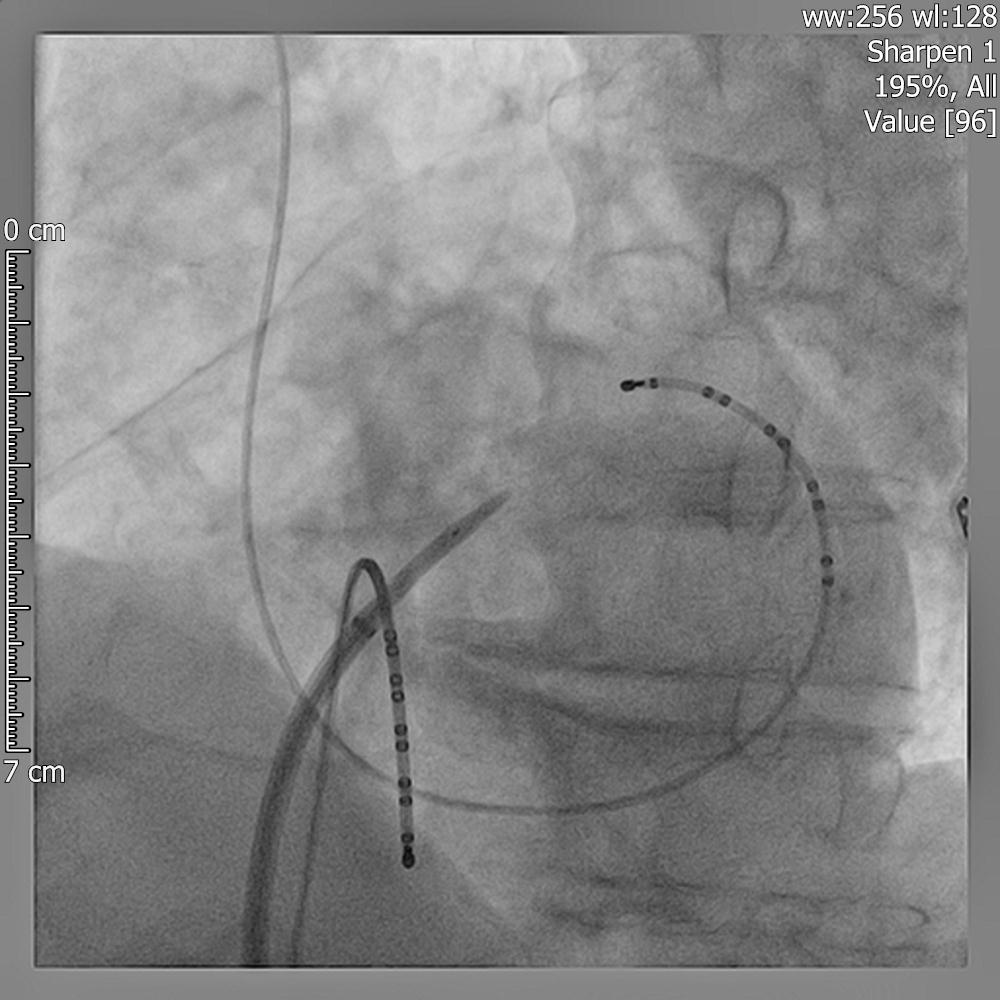 ww:256 wl:128
Sharpen 1
195%, All
Value [96]
0 cm
7 cm